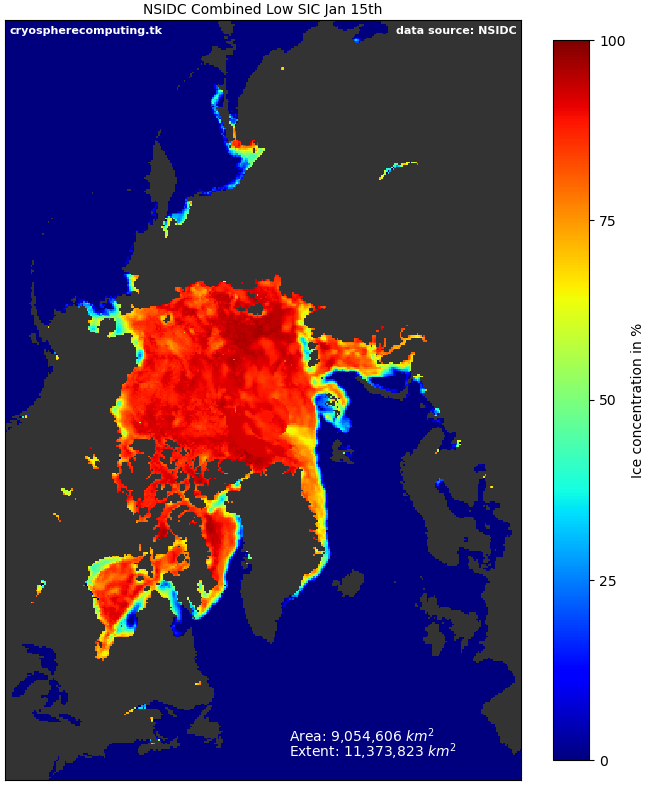 NSIDC Combined Low SIC Jan 15th
cryospherecomputing.tk
data source: NSIDC
100
75
50
25
0
Ice concentration in %
Area: 9,054,606 km²
Extent: 11,373,823 km²